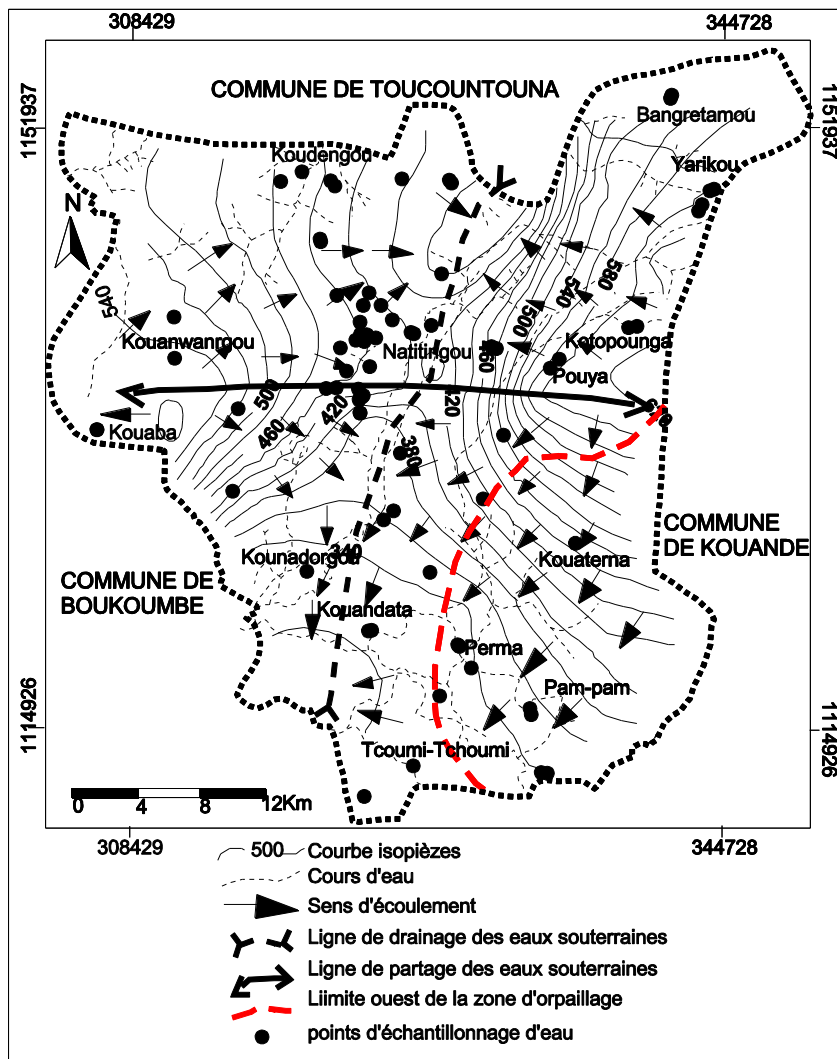 308429 344728
COMMUNE DE TOUCOUNTOUNA
1151937 1151937
Bangretamou
Koudengou
Yarikou
N
580
540
540
500
Kouanwanmgou
Natitingou
Kotopounga
460
Pouya
500
420
420
Kouaba
460
380
COMMUNE
DE KOUANDE
340
Kounadorgou
Kouaterna
COMMUNE DE
BOUKOUMBE
Kouandata
Perma
Pam-pam
1114926 1114926
Tcoumi-Tchoumi
0 4 8 12Km
308429 344728
500 Courbe isopièzes
Cours d'eau
Sens d'écoulement
Ligne de drainage des eaux souterraines
Ligne de partage des eaux souterraines
Liimite ouest de la zone d'orpaillage
points d'échantillonnage d'eau